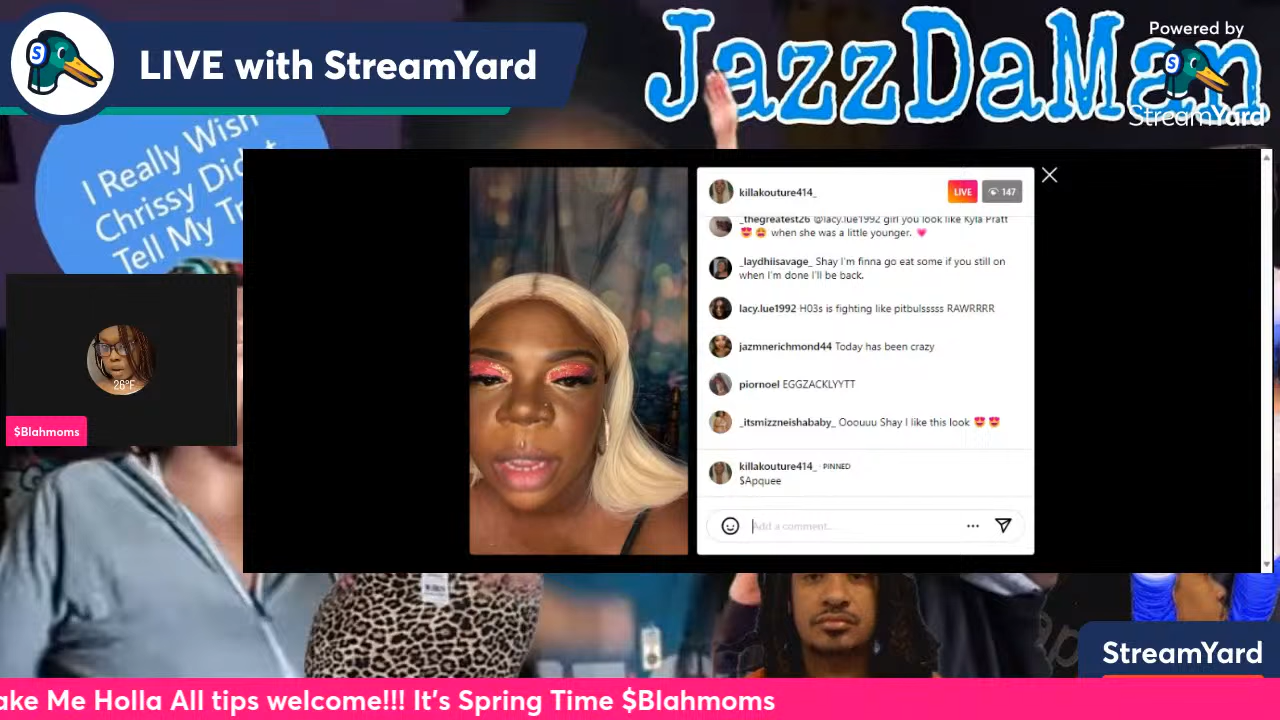 LIVE with StreamYard
JazzDaMan
Powered by
StreamYard
I Really Wish
Chrissy
Tell My
killakouture414_
LIVE
147
_thegreatest26 @lacy.lue1992 girl you look like Kyla Pratt
😍 🤩 when she was a little younger. 💗
_laydhiisavage_ Shay I'm finna go eat some if you still on
when I'm done I'll be back.
lacy.lue1992 H03s is fighting like pitbulsssss RAWRRRR
jazmnerichmond44 Today has been crazy
piornoel EGGZACKLYYTT
_itsmizzneishababy_ Ooouuu Shay I like this look 😍 😍
killakouture414_ · PINNED
$Apquee
Add a comment...
26°F
$Blahmoms
StreamYard
ake Me Holla All tips welcome!!! It's Spring Time $Blahmoms